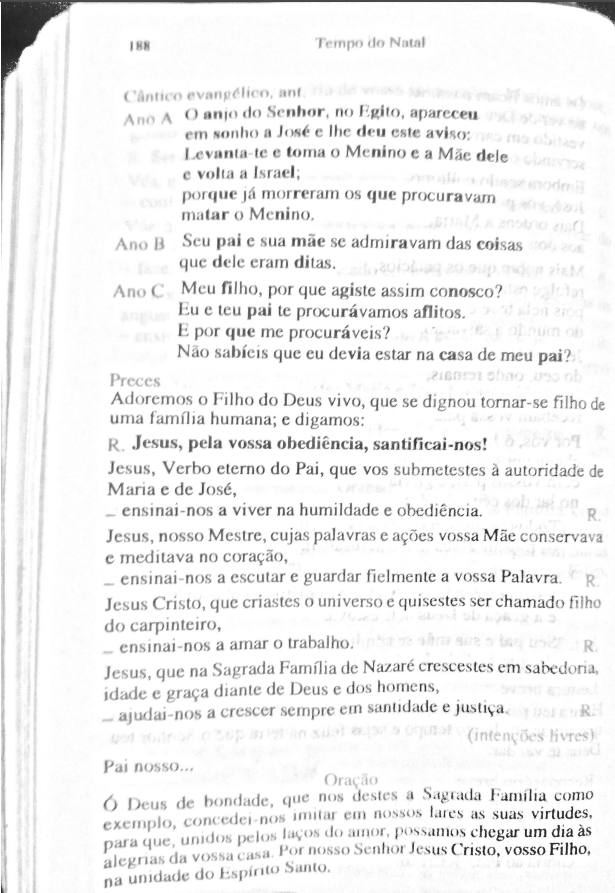 188 Tempo do Natal
Cântico evangélico, ant.
Ano A O anjo do Senhor, no Egito, apareceu
em sonho a José e lhe deu este aviso:
Levanta-te e toma o Menino e a Mãe dele
e volta a Israel;
porque já morreram os que procuravam
matar o Menino.
Ano B Seu pai e sua mãe se admiravam das coisas
que dele eram ditas.
Ano C Meu filho, por que agiste assim conosco?
Eu e teu pai te procurávamos aflitos.
E por que me procuráveis?
Não sabíeis que eu devia estar na casa de meu pai?
Preces
Adoremos o Filho do Deus vivo, que se dignou tornar-se filho de
uma família humana; e digamos:
R. Jesus, pela vossa obediência, santificai-nos!
Jesus, Verbo eterno do Pai, que vos submetestes à autoridade de
Maria e de José,
– ensinai-nos a viver na humildade e obediência. R.
Jesus, nosso Mestre, cujas palavras e ações vossa Mãe conservava
e meditava no coração,
– ensinai-nos a escutar e guardar fielmente a vossa Palavra. R.
Jesus Cristo, que criastes o universo e quisestes ser chamado filho
do carpinteiro,
– ensinai-nos a amar o trabalho. R.
Jesus, que na Sagrada Família de Nazaré crescestes em sabedoria,
idade e graça diante de Deus e dos homens,
– ajudai-nos a crescer sempre em santidade e justiça. R.
(intenções livres)
Pai nosso...
Oração
Ó Deus de bondade, que nos destes a Sagrada Família como
exemplo, concedei-nos imitar em nossos lares as suas virtudes,
para que, unidos pelos laços do amor, possamos chegar um dia às
alegrias da vossa casa. Por nosso Senhor Jesus Cristo, vosso Filho,
na unidade do Espírito Santo.